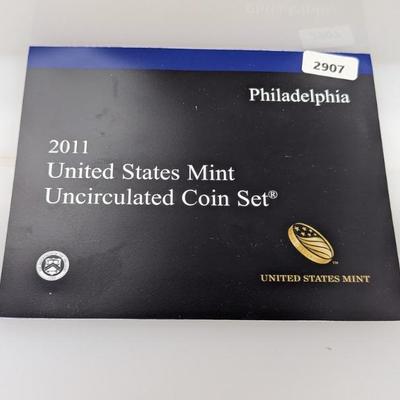 2907
Philadelphia
2011
United States Mint
Uncirculated Coin Set®
UNITED STATES MINT